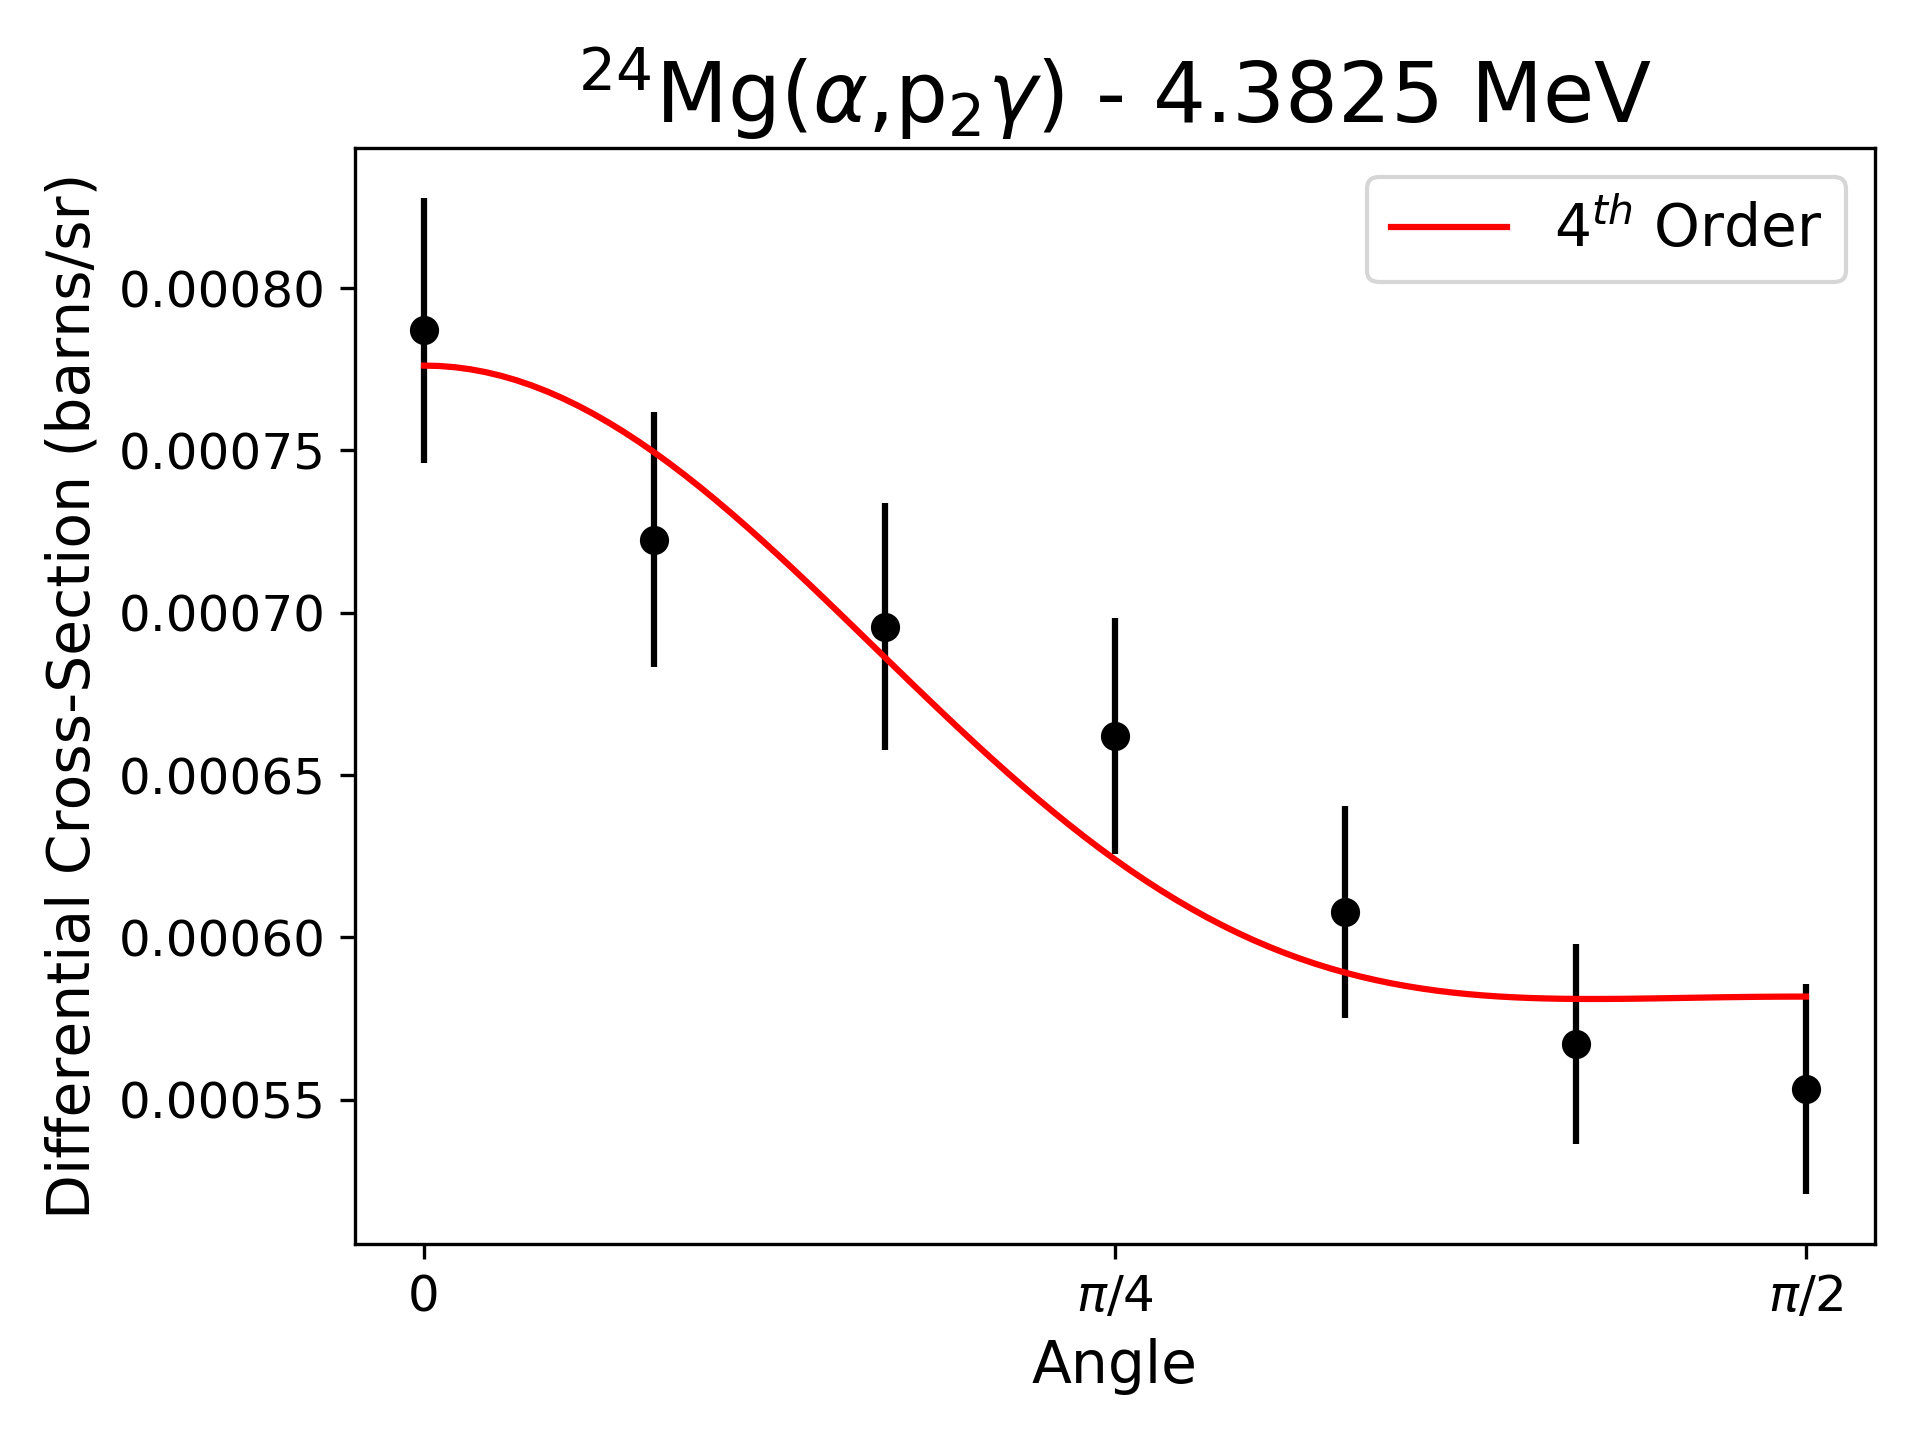 ²⁴Mg(α,p₂γ) - 4.3825 MeV
4ᵗʰ Order
Differential Cross-Section (barns/sr)
0.00080
0.00075
0.00070
0.00065
0.00060
0.00055
0
π/4
π/2
Angle